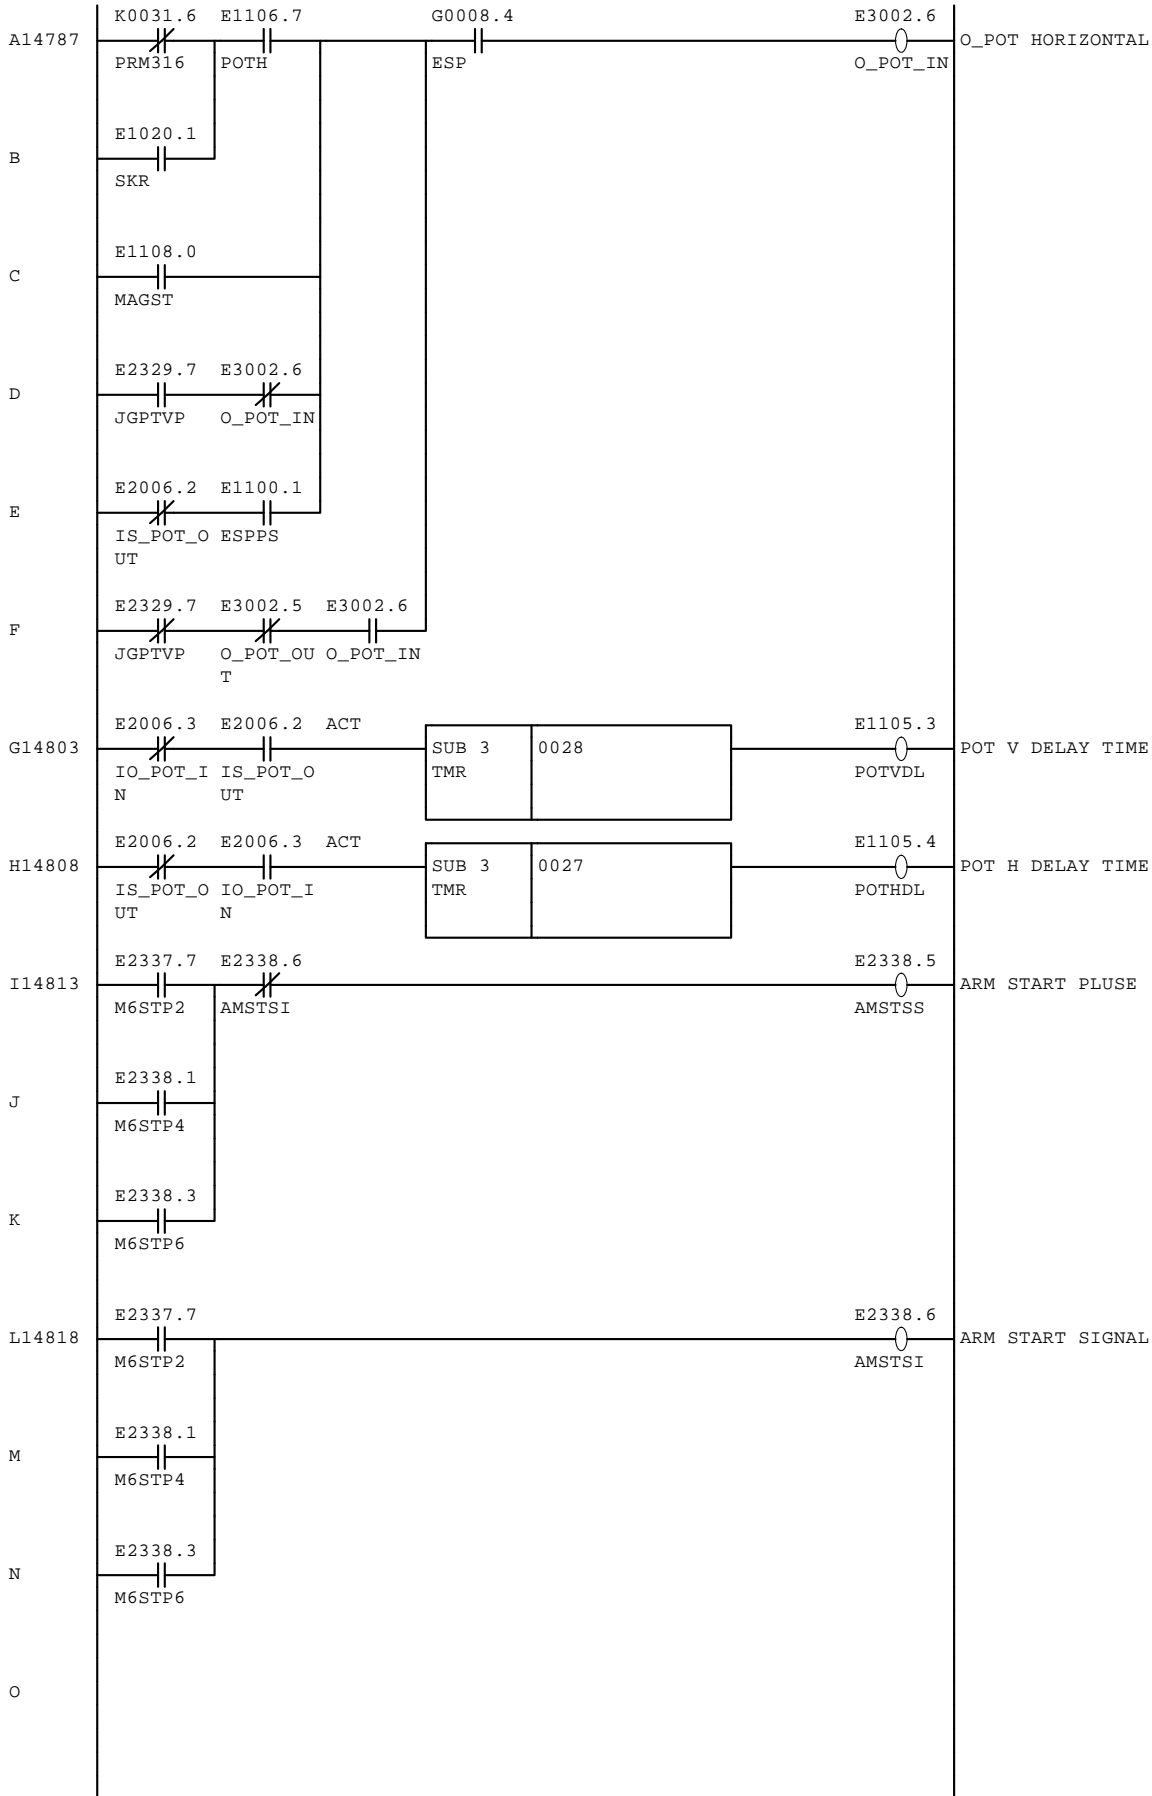 K0031.6 E1106.7 G0008.4 E3002.6
A14787 O_POT HORIZONTAL
PRM316 POTH ESP O_POT_IN
E1020.1
B
SKR
E1108.0
C
MAGST
E2329.7 E3002.6
D
JGPTVP O_POT_IN
E2006.2 E1100.1
E
IS_POT_O ESPPS
UT
E2329.7 E3002.5 E3002.6
F
JGPTVP O_POT_OU O_POT_IN
T
E2006.3 E2006.2 ACT E1105.3
G14803 SUB 3 0028 POT V DELAY TIME
IO_POT_I IS_POT_O TMR POTVDL
N UT
E2006.2 E2006.3 ACT E1105.4
H14808 SUB 3 0027 POT H DELAY TIME
IS_POT_O IO_POT_I TMR POTHDL
UT N
E2337.7 E2338.6 E2338.5
I14813 ARM START PLUSE
M6STP2 AMSTSI AMSTSS
E2338.1
J
M6STP4
E2338.3
K
M6STP6
E2337.7 E2338.6
L14818 ARM START SIGNAL
M6STP2 AMSTSI
E2338.1
M
M6STP4
E2338.3
N
M6STP6
O